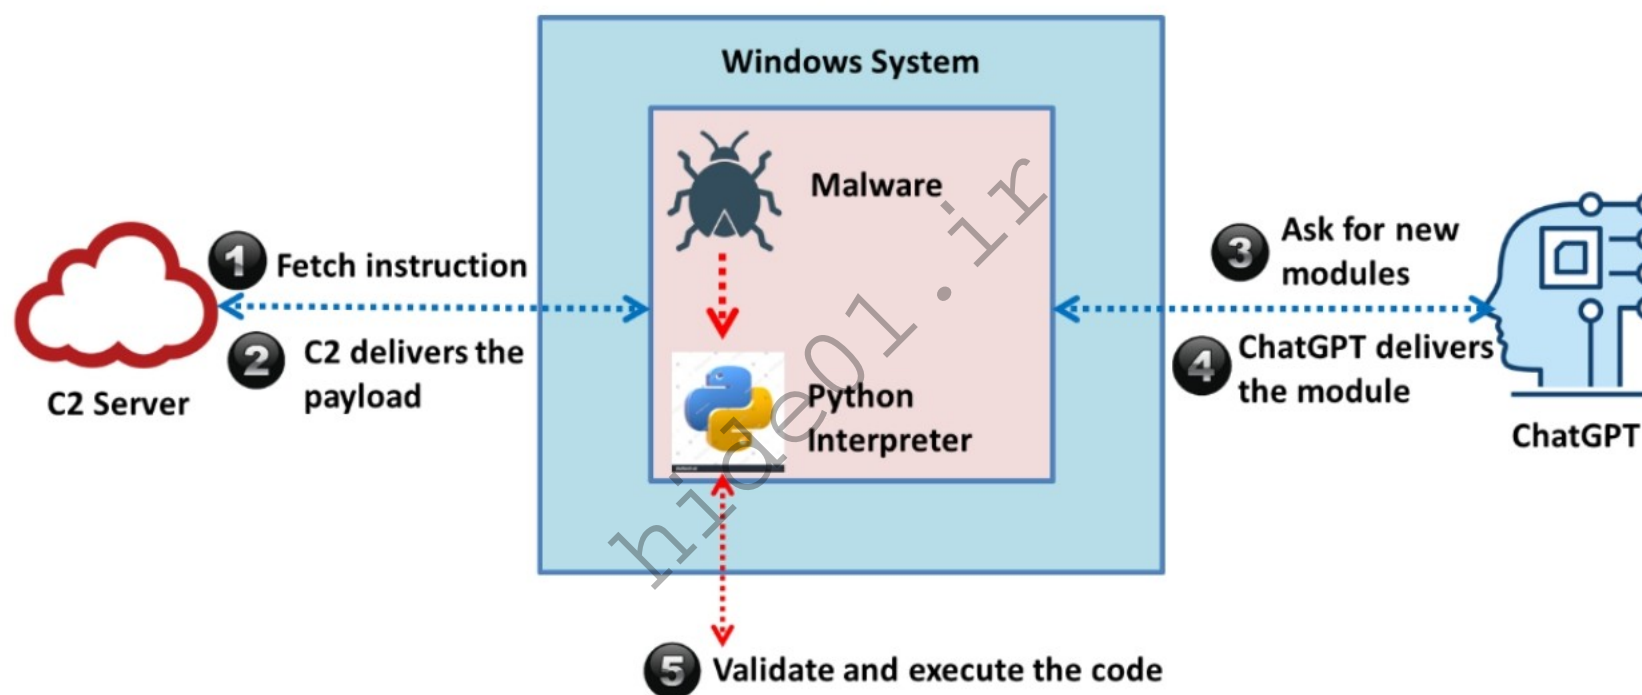 Windows System
Malware
1
Fetch instruction
2
C2 delivers the
payload
C2 Server
Python
Interpreter
3
Ask for new
modules
4
ChatGPT delivers
the module
ChatGPT
5
Validate and execute the code
hide01.ir